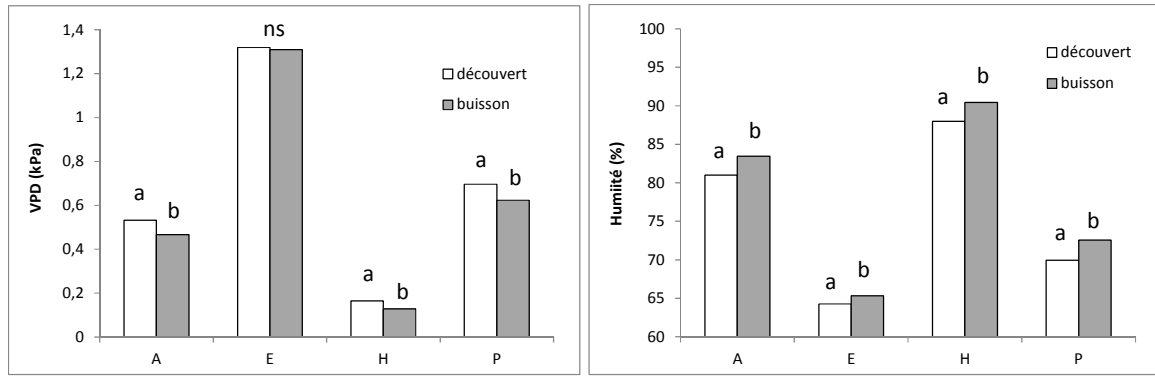 1,4
1,2
1
0,8
0,6
0,4
0,2
0
VPD (kPa)
ns
a
b
a
b
a
b
découvert
buisson
A E H P
100
95
90
85
80
75
70
65
60
Humiité (%)
a
b
a
b
a
b
a
b
découvert
buisson
A E H P